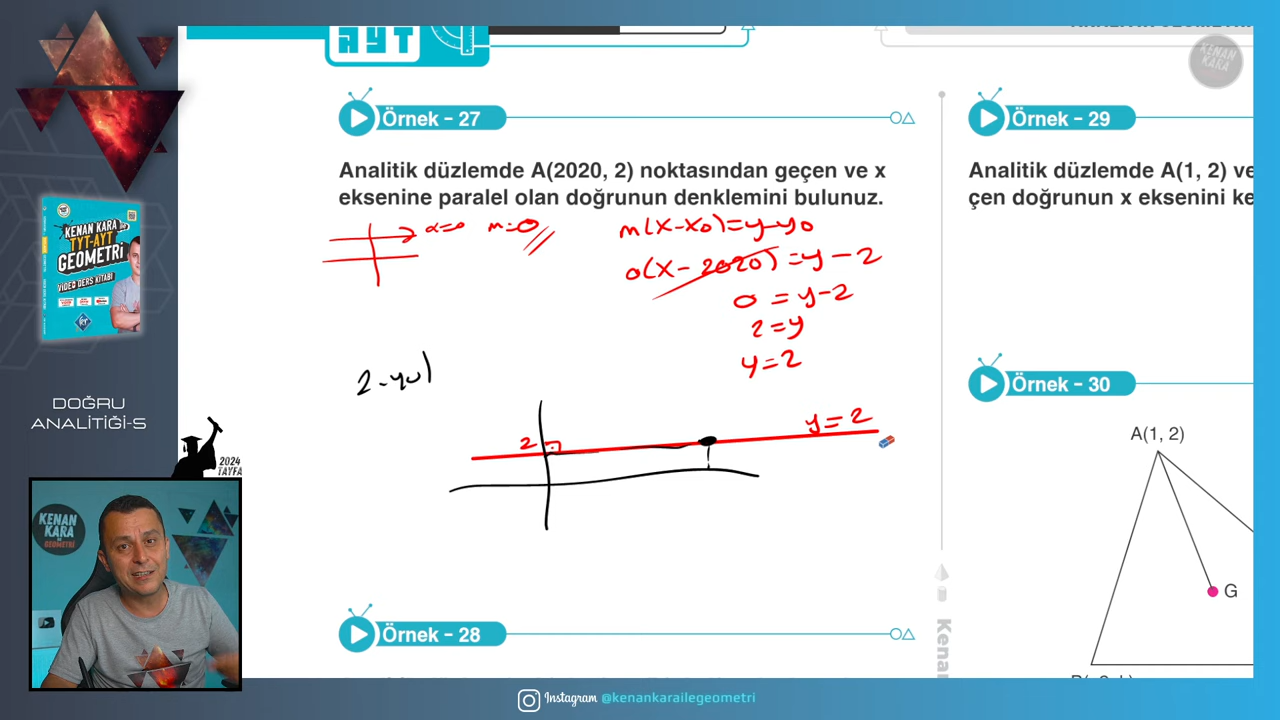 AYT
KENAN
KARA
Örnek - 27
Analitik düzlemde A(2020, 2) noktasından geçen ve x
eksenine paralel olan doğrunun denklemini bulunuz.
α=0 m=0
m(x-x0)=y-y0
0(x-2020)=y-2
0=y-2
2=y
y=2
2-yol
2
y=2
Örnek - 28
Örnek - 29
Analitik düzlemde A(1, 2) ve
çen doğrunun x eksenini ke
Örnek - 30
A(1, 2)
G
Kenan
KENAN KARA
TYT-AYT
GEOMETRİ
VİDEO DERS KİTABI
DOĞRU
ANALİTİĞİ-5
2024
TAYFA
KENAN
KARA
GEOMETRİ
Instagram @kenankarailegeometri